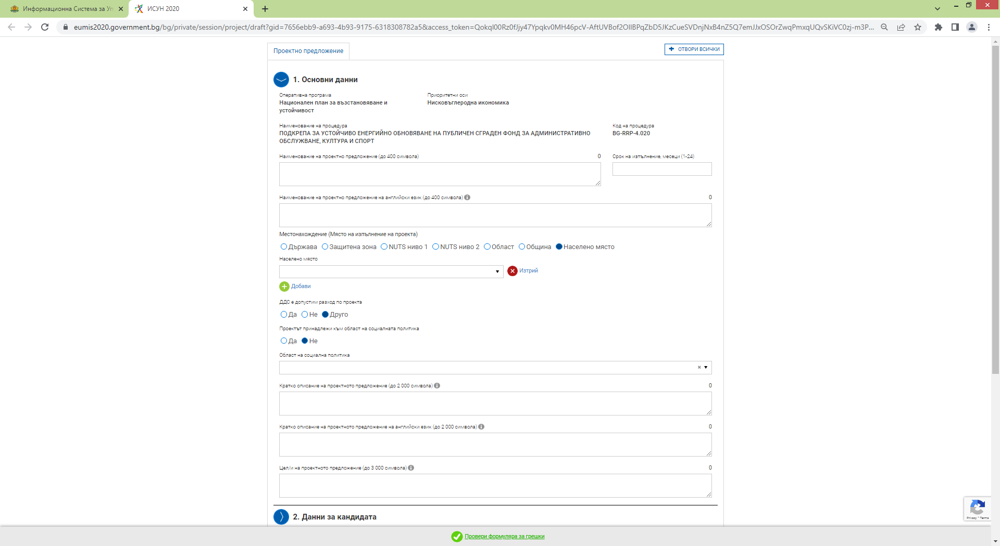 Информационна Система за Уп
ИСУН 2020
eumis2020.government.bg/bg/private/session/project/draft?gid=7656ebb9-a693-4b93-9175-6318308782a5&access_token=Qokql00Rz0fJjy47Ypqkv0MH46pcV-AftUVBof2OIlBPqZbD5JKzCueSVDnjNxB4nZ5Q7emJJxOSOrZwqPmxqUQvSKiVC0zj-m3P...
Проектно предложение
ОТВОРИ ВСИЧКИ
1. Основни данни
Оперативна програма
Приоритетни оси
Национален план за възстановяване и
устойчивост
Нисковъглеродна икономика
Наименование на процедура
Код на процедура
ПОДКРЕПА ЗА УСТОЙЧИВО ЕНЕРГИЙНО ОБНОВЯВАНЕ НА ПУБЛИЧЕН СГРАДЕН ФОНД ЗА АДМИНИСТРАТИВНО
ОБСЛУЖВАНЕ, КУЛТУРА И СПОРТ
BG-RRP-4.020
Наименование на проектно предложение (до 400 символа)
0
Срок на изпълнение, месеци (1-24)
Наименование на проектно предложение на английски език (до 400 символа)
0
Местонахождение (Място на изпълнение на проекта)
Държава Защитена зона NUTS ниво 1 NUTS ниво 2 Област Община Населено място
Населено място
Изтрий
Добави
ДДС е допустим разход по проекта
Да Не Друго
Проектът принадлежи към област на социалната политика
Да Не
Област на социална политика
Кратко описание на проектното предложение (до 2 000 символа)
0
Кратко описание на проектното предложение на английски език (до 2 000 символа)
0
Цел/и на проектното предложение (до 3 000 символа)
0
2. Данни за кандидата
Privacy - Terms
Провери формуляра за грешки